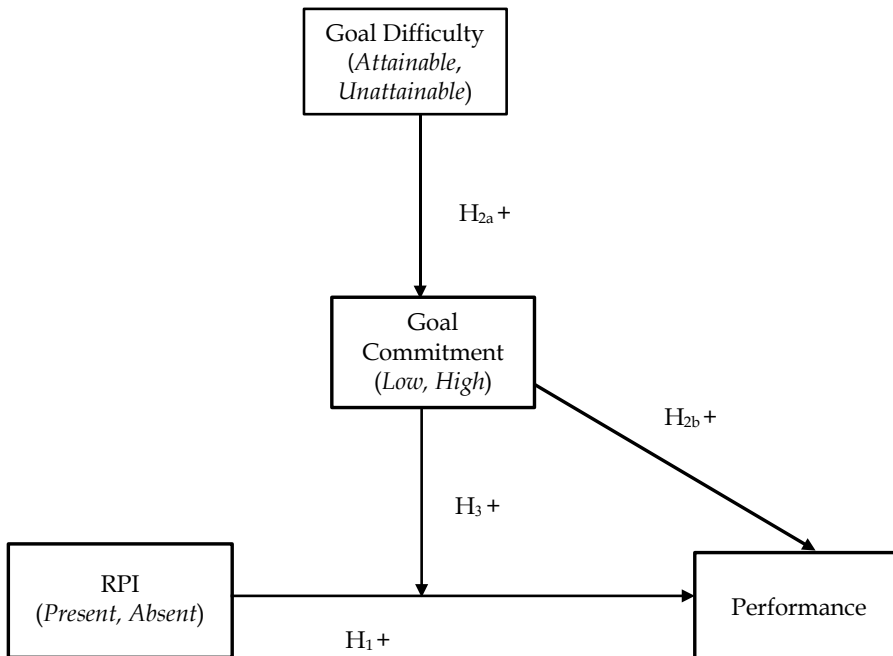 Goal Difficulty
(Attainable,
Unattainable)
H2a +
Goal
Commitment
(Low, High)
H2b +
H3 +
RPI
(Present, Absent)
Performance
H1 +